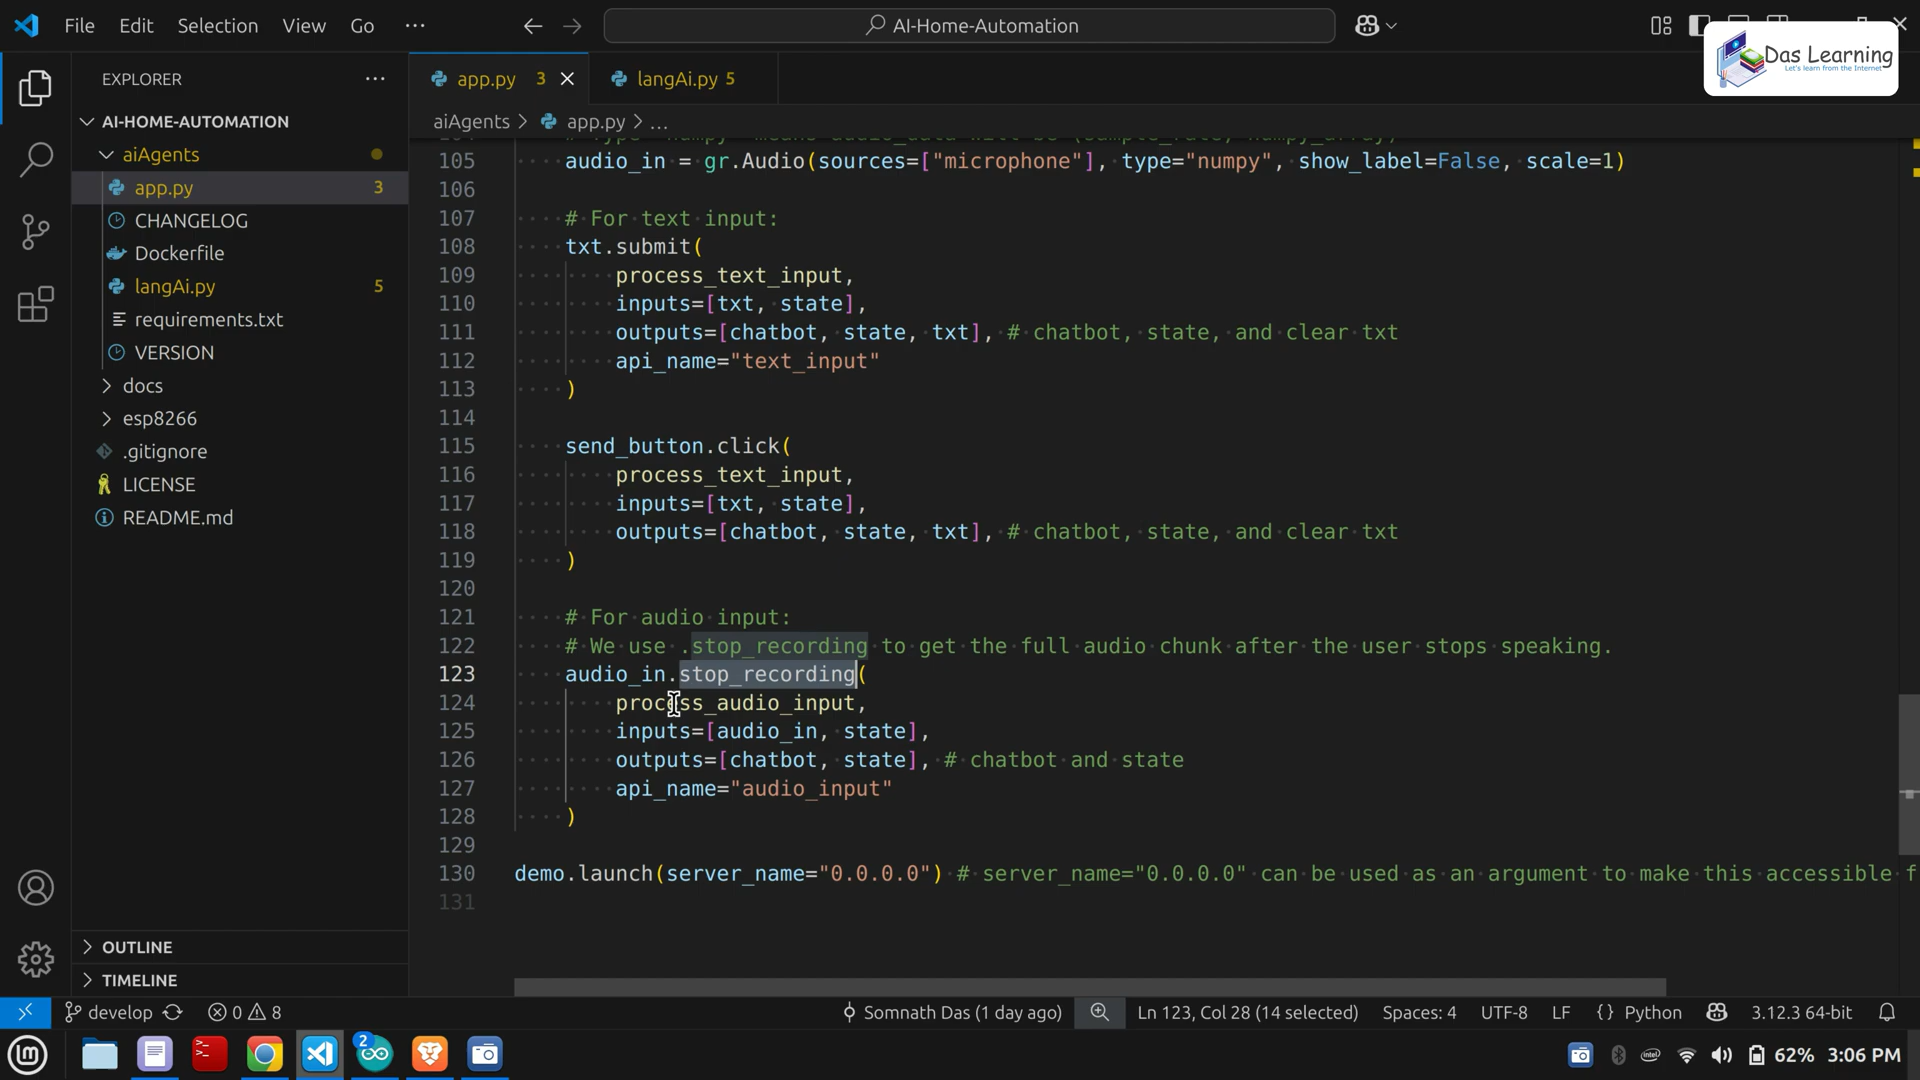 File Edit Selection View Go ··· AI-Home-Automation
Das Learning
Let's learn from the Internet
EXPLORER ···
AI-HOME-AUTOMATION
aiAgents
app.py 3
CHANGELOG
Dockerfile
langAi.py 5
requirements.txt
VERSION
docs
esp8266
.gitignore
LICENSE
README.md
OUTLINE
TIMELINE
app.py 3 langAi.py 5
aiAgents > app.py > ...
105 audio_in = gr.Audio(sources=["microphone"], type="numpy", show_label=False, scale=1)
106
107 # For text input:
108 txt.submit(
109 process_text_input,
110 inputs=[txt, state],
111 outputs=[chatbot, state, txt], # chatbot, state, and clear txt
112 api_name="text_input"
113 )
114
115 send_button.click(
116 process_text_input,
117 inputs=[txt, state],
118 outputs=[chatbot, state, txt], # chatbot, state, and clear txt
119 )
120
121 # For audio input:
122 # We use .stop_recording to get the full audio chunk after the user stops speaking.
123 audio_in.stop_recording(
124 process_audio_input,
125 inputs=[audio_in, state],
126 outputs=[chatbot, state], # chatbot and state
127 api_name="audio_input"
128 )
129
130 demo.launch(server_name="0.0.0.0") # server_name="0.0.0.0" can be used as an argument to make this accessible f
131
develop 0 8 Somnath Das (1 day ago) Ln 123, Col 28 (14 selected) Spaces: 4 UTF-8 LF {} Python 3.12.3 64-bit
2 intel 62% 3:06 PM